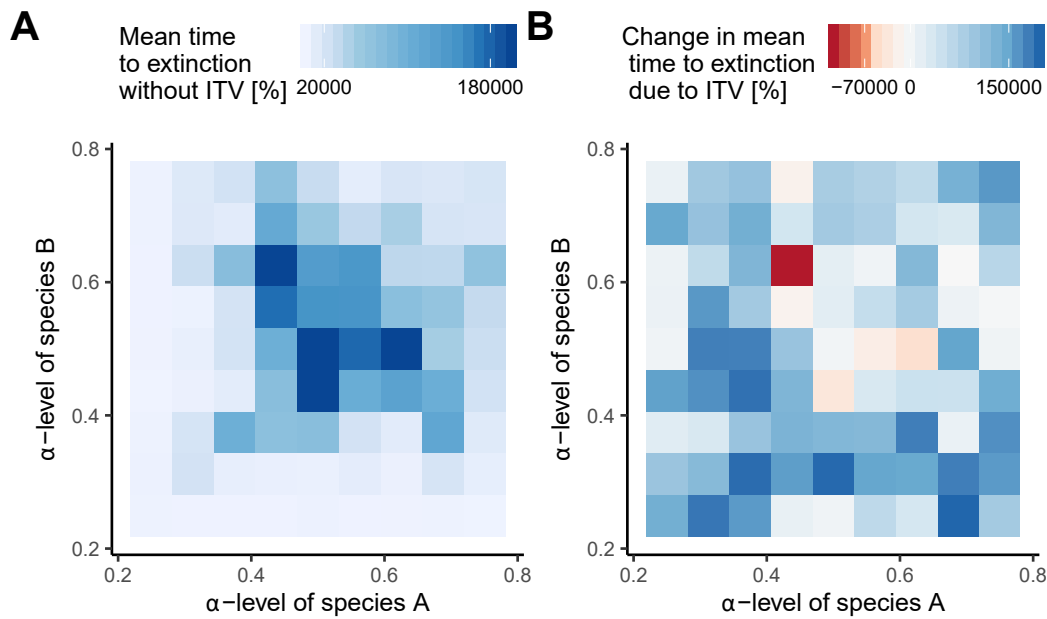 A
Mean time
to extinction
without ITV [%]
20000
180000
B
Change in mean
time to extinction
due to ITV [%]
−70000
0
150000
0.8
0.6
0.4
0.2
α−level of species B
0.2
0.4
0.6
0.8
α−level of species A
0.8
0.6
0.4
0.2
α−level of species B
0.2
0.4
0.6
0.8
α−level of species A